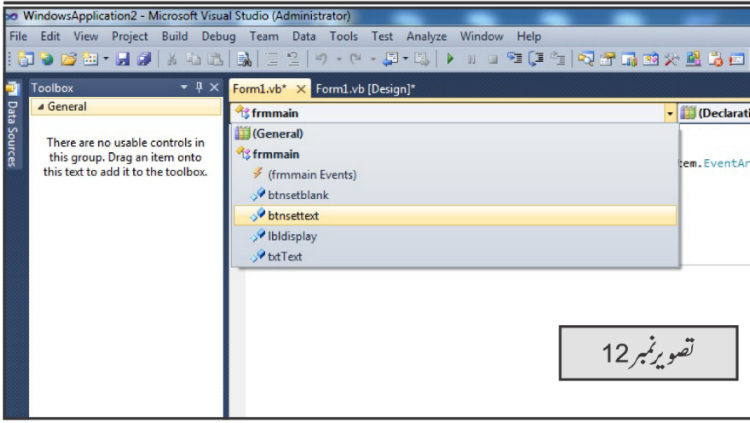 WindowsApplication2 - Microsoft Visual Studio (Administrator)
File Edit View Project Build Debug Team Data Tools Test Analyze Window Help
Data Sources
Toolbox
General
There are no usable controls in
this group. Drag an item onto
this text to add it to the toolbox.
Form1.vb* Form1.vb [Design]*
frmmain (Declarati
(General)
frmmain
(frmmain Events)
btnsetblank
btnsettext
lbldisplay
txtText
tem.EventAr
تصویر نمبر 12